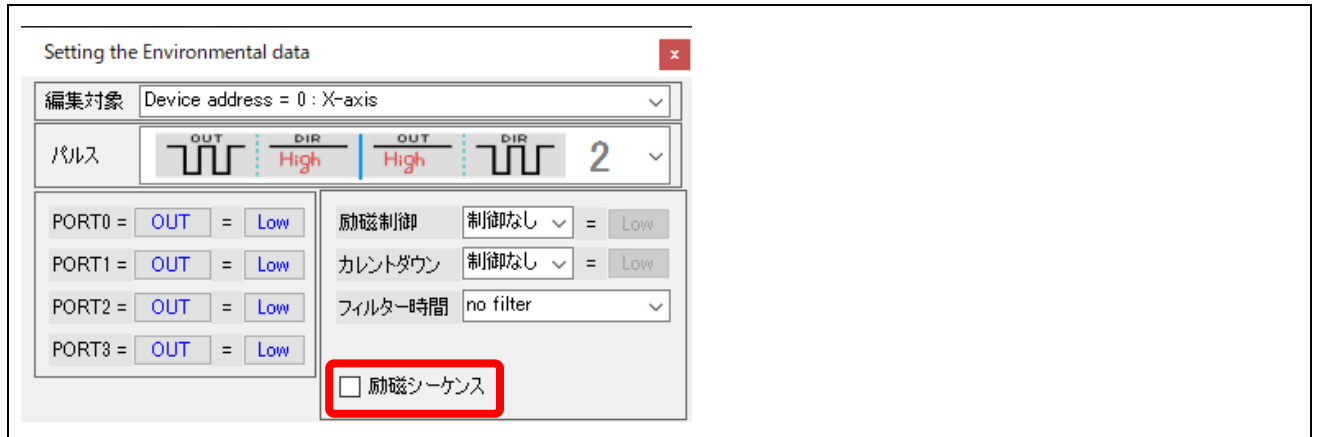 Setting the Environmental data x
編集対象 Device address = 0 : X-axis
パルス OUT DIR High OUT High DIR 2
PORT0 = OUT = Low
PORT1 = OUT = Low
PORT2 = OUT = Low
PORT3 = OUT = Low
励磁制御 制御なし = Low
カレントダウン 制御なし = Low
フィルター時間 no filter
励磁シーケンス